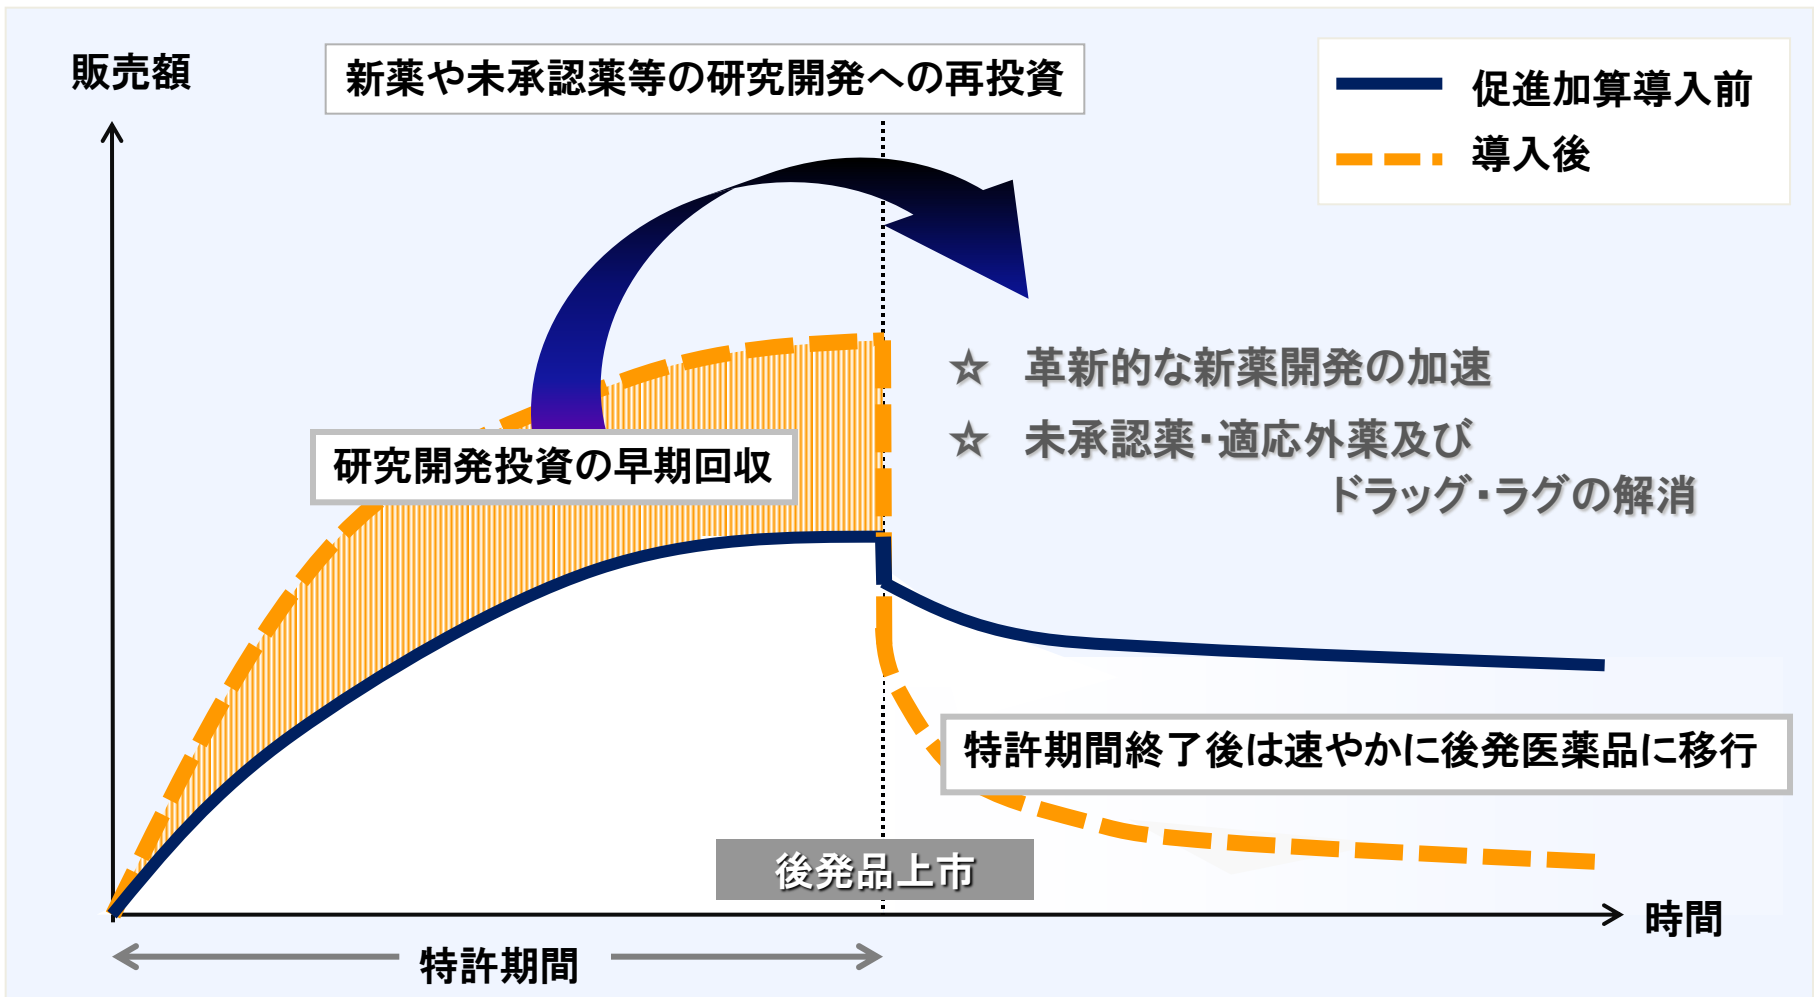 販売額
新薬や未承認薬等の研究開発への再投資
促進加算導入前
導入後
☆ 革新的な新薬開発の加速
☆ 未承認薬・適応外薬及び
ドラッグ・ラグの解消
研究開発投資の早期回収
特許期間終了後は速やかに後発医薬品に移行
後発品上市
時間
特許期間